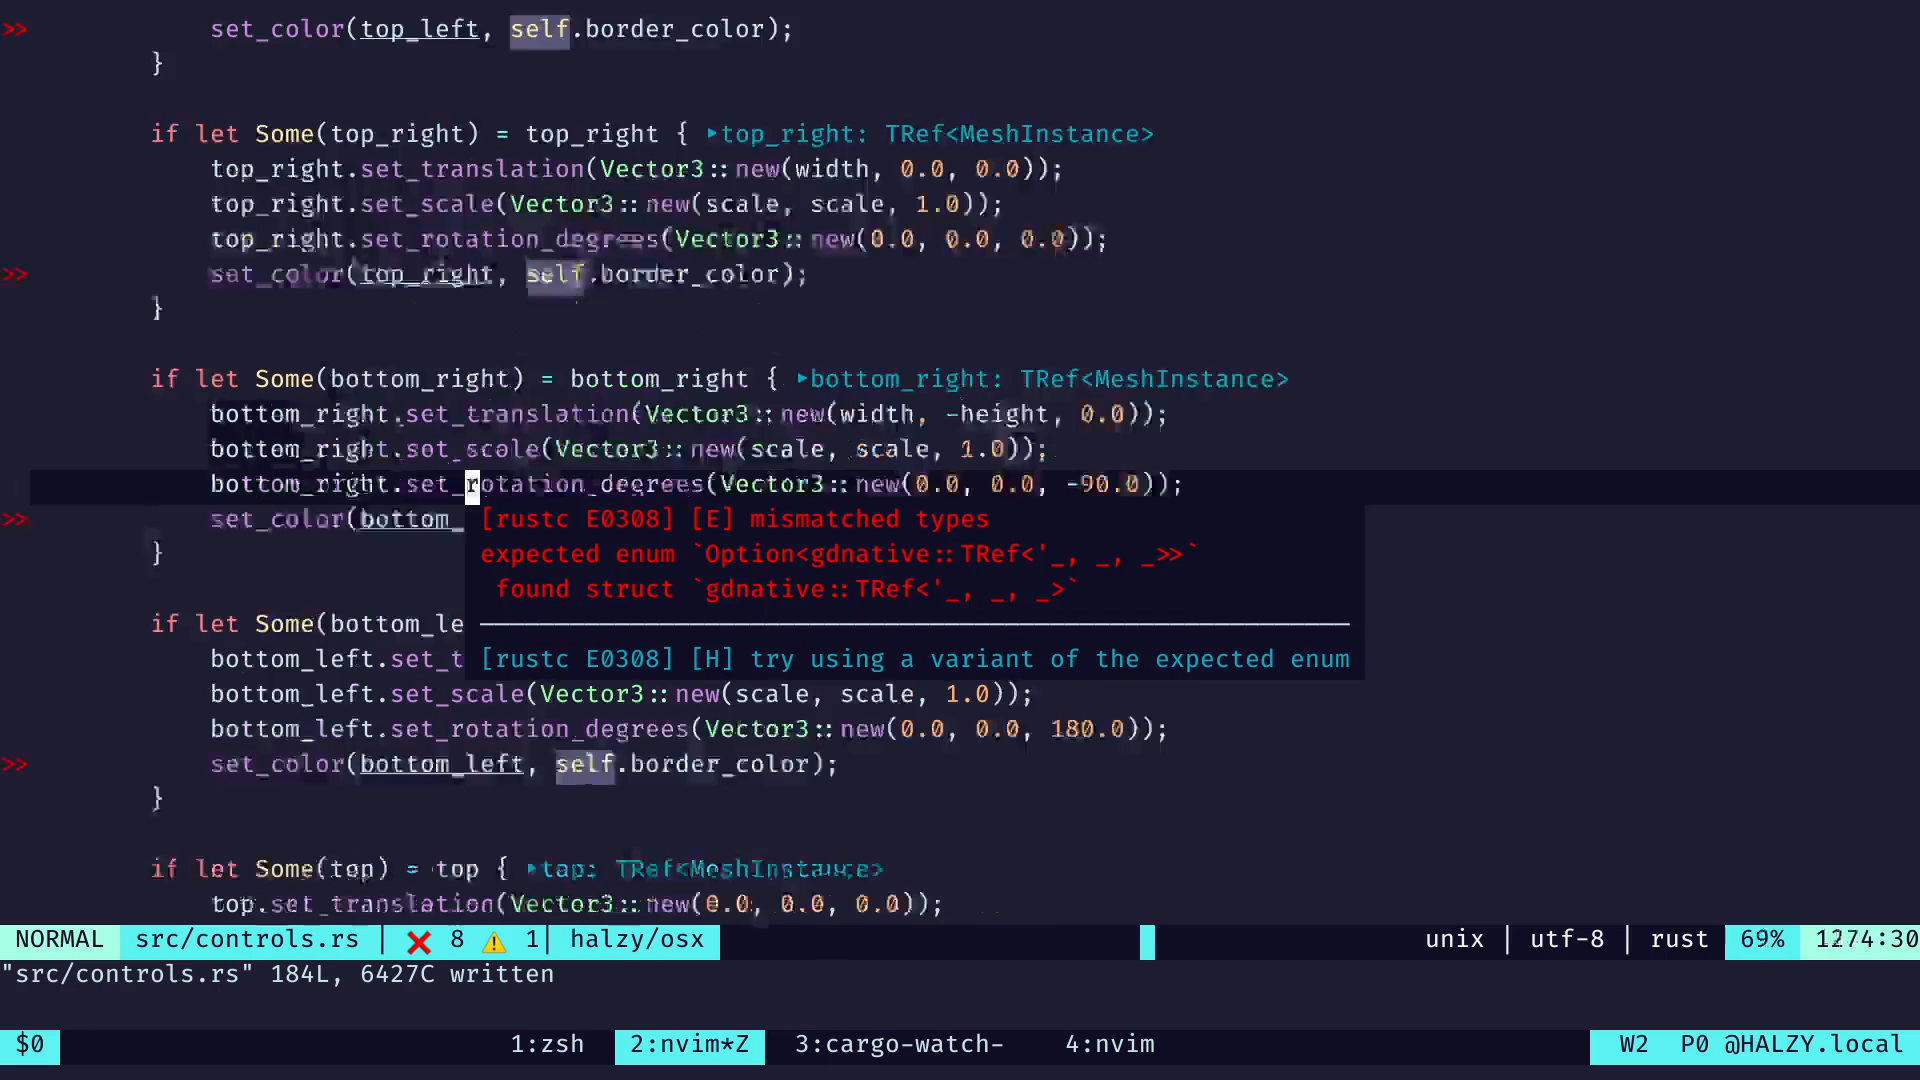 >> set_color(top_left, self.border_color);
}
if let Some(top_right) = top_right { ▸top_right: TRef<MeshInstance>
top_right.set_translation(Vector3::new(width, 0.0, 0.0));
top_right.set_scale(Vector3::new(scale, scale, 1.0));
top_right.set_rotation_degrees(Vector3::new(0.0, 0.0, 0.0));
>> set_color(top_right, self.border_color);
}
if let Some(bottom_right) = bottom_right { ▸bottom_right: TRef<MeshInstance>
bottom_right.set_translation(Vector3::new(width, -height, 0.0));
bottom_right.set_scale(Vector3::new(scale, scale, 1.0));
bottom_right.set_rotation_degrees(Vector3::new(0.0, 0.0, -90.0));
>> set_color(bottom_ [rustc E0308] [E] mismatched types
} expected enum `Option<gdnative::TRef<'_, _, _>>`
found struct `gdnative::TRef<'_, _, _>`
if let Some(bottom_le
bottom_left.set_t [rustc E0308] [H] try using a variant of the expected enum
bottom_left.set_scale(Vector3::new(scale, scale, 1.0));
bottom_left.set_rotation_degrees(Vector3::new(0.0, 0.0, 180.0));
>> set_color(bottom_left, self.border_color);
}
if let Some(top) = top { ▸top: TRef<MeshInstance>
top.set_translation(Vector3::new(0.0, 0.0, 0.0));
NORMAL src/controls.rs | ❌ 8 ⚠ 1| halzy/osx unix | utf-8 | rust 69% :30
"src/controls.rs" 184L, 6427C written
$0 1:zsh 2:nvim*Z 3:cargo-watch- 4:nvim W2 P0 @HALZY.local